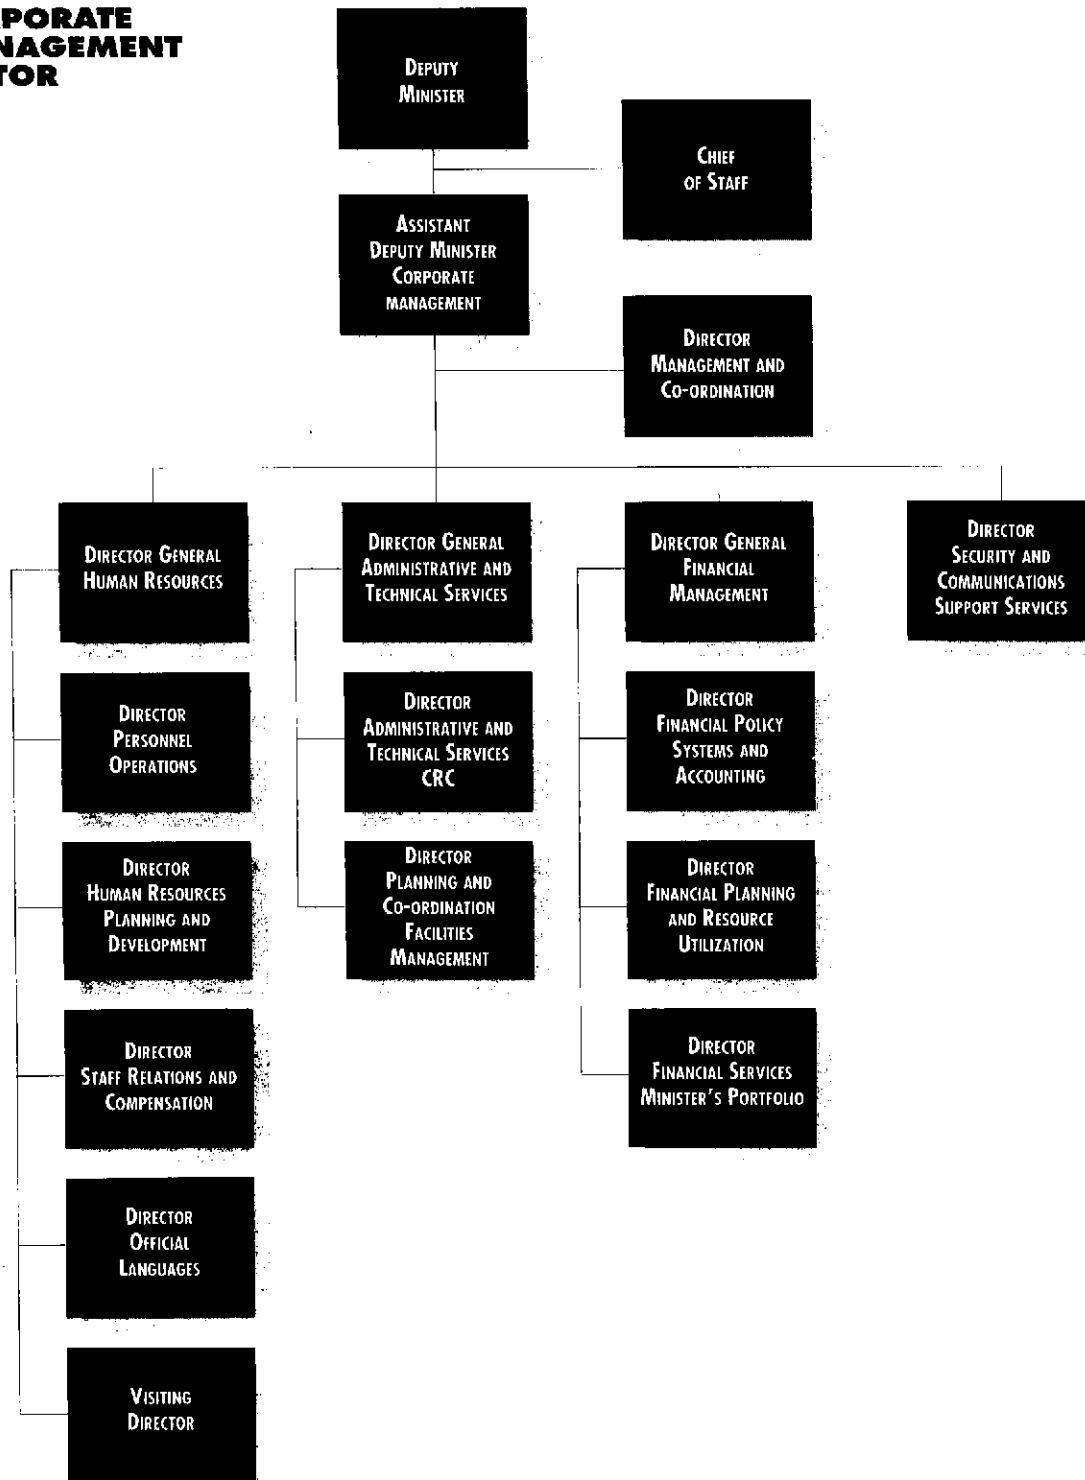 RPORATE
NAGEMENT
TOR
DEPUTY
MINISTER
CHIEF
OF STAFF
ASSISTANT
DEPUTY MINISTER
CORPORATE
MANAGEMENT
DIRECTOR
MANAGEMENT AND
CO-ORDINATION
DIRECTOR GENERAL
HUMAN RESOURCES
DIRECTOR GENERAL
ADMINISTRATIVE AND
TECHNICAL SERVICES
DIRECTOR GENERAL
FINANCIAL
MANAGEMENT
DIRECTOR
SECURITY AND
COMMUNICATIONS
SUPPORT SERVICES
DIRECTOR
PERSONNEL
OPERATIONS
DIRECTOR
ADMINISTRATIVE AND
TECHNICAL SERVICES
CRC
DIRECTOR
FINANCIAL POLICY
SYSTEMS AND
ACCOUNTING
DIRECTOR
HUMAN RESOURCES
PLANNING AND
DEVELOPMENT
DIRECTOR
PLANNING AND
CO-ORDINATION
FACILITIES
MANAGEMENT
DIRECTOR
FINANCIAL PLANNING
AND RESOURCE
UTILIZATION
DIRECTOR
STAFF RELATIONS AND
COMPENSATION
DIRECTOR
FINANCIAL SERVICES
MINISTER'S PORTFOLIO
DIRECTOR
OFFICIAL
LANGUAGES
VISITING
DIRECTOR